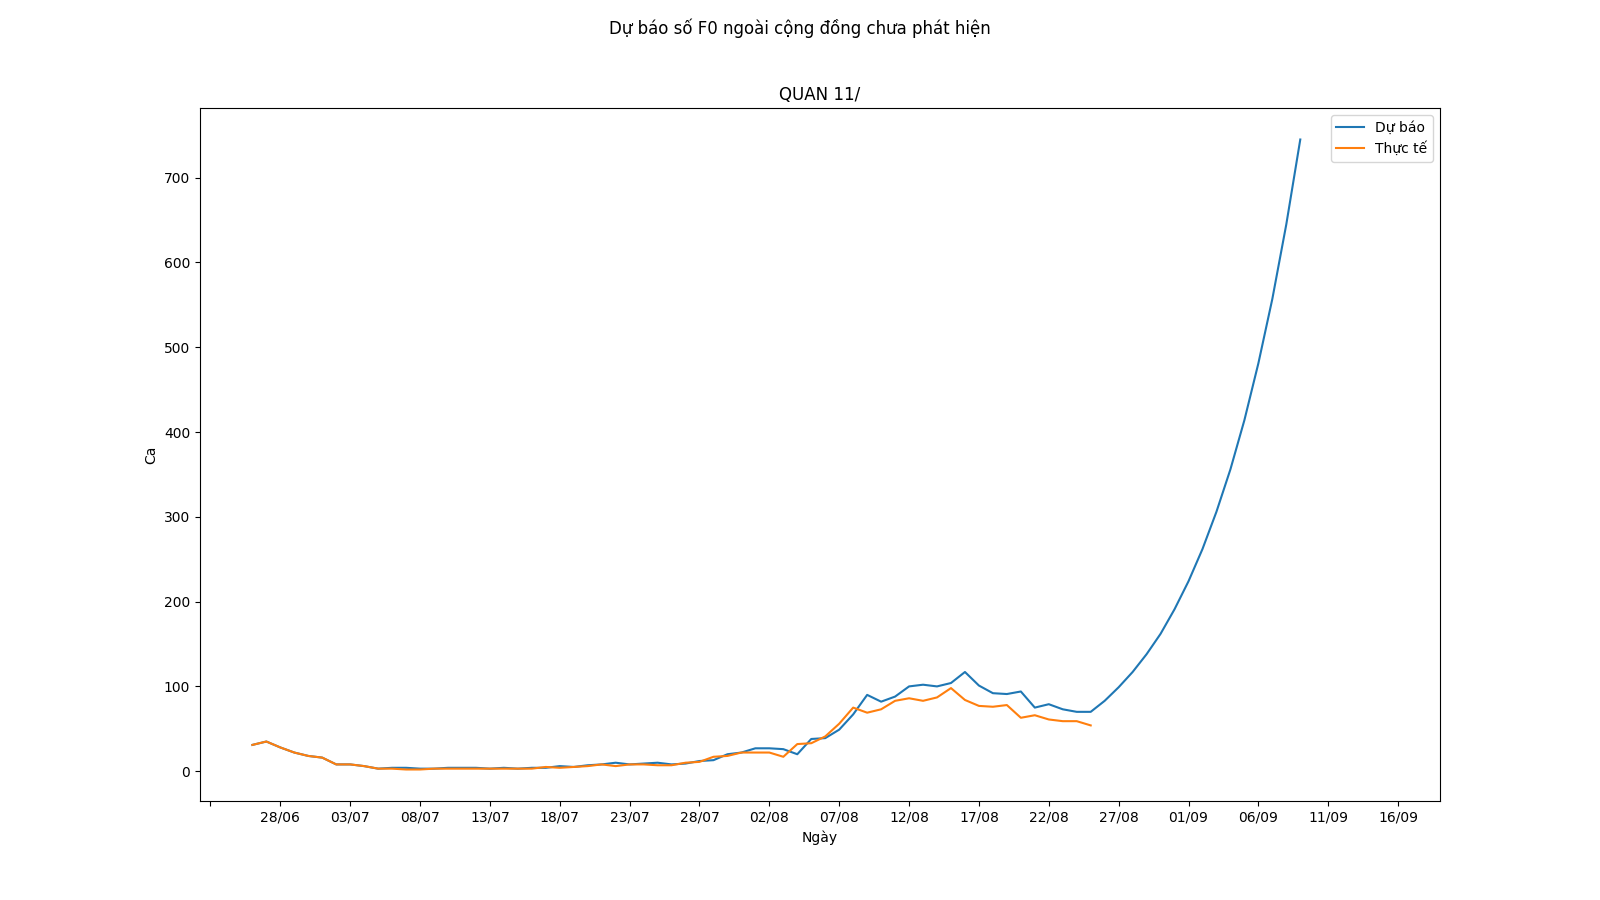 Dự báo số F0 ngoài cộng đồng chưa phát hiện
QUAN 11/
Dự báo
Thực tế
700
600
500
400
300
200
100
0
Ca
28/06 03/07 08/07 13/07 18/07 23/07 28/07 02/08 07/08 12/08 17/08 22/08 27/08 01/09 06/09 11/09 16/09
Ngày